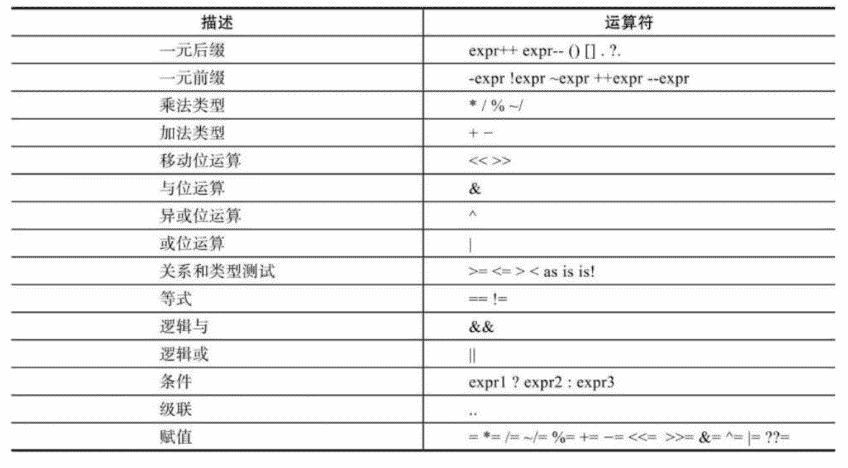 描述 运算符
一元后缀 expr++ expr-- () [] . ?.
一元前缀 -expr !expr ~expr ++expr --expr
乘法类型 * / % ~/
加法类型 + −
移动位运算 << >>
与位运算 &
异或位运算 ^
或位运算 |
关系和类型测试 >= <= > < as is is!
等式 == !=
逻辑与 &&
逻辑或 ||
条件 expr1 ? expr2 : expr3
级联 ..
赋值 = *= /= ~/= %= += −= <<= >>= &= ^= |= ??=